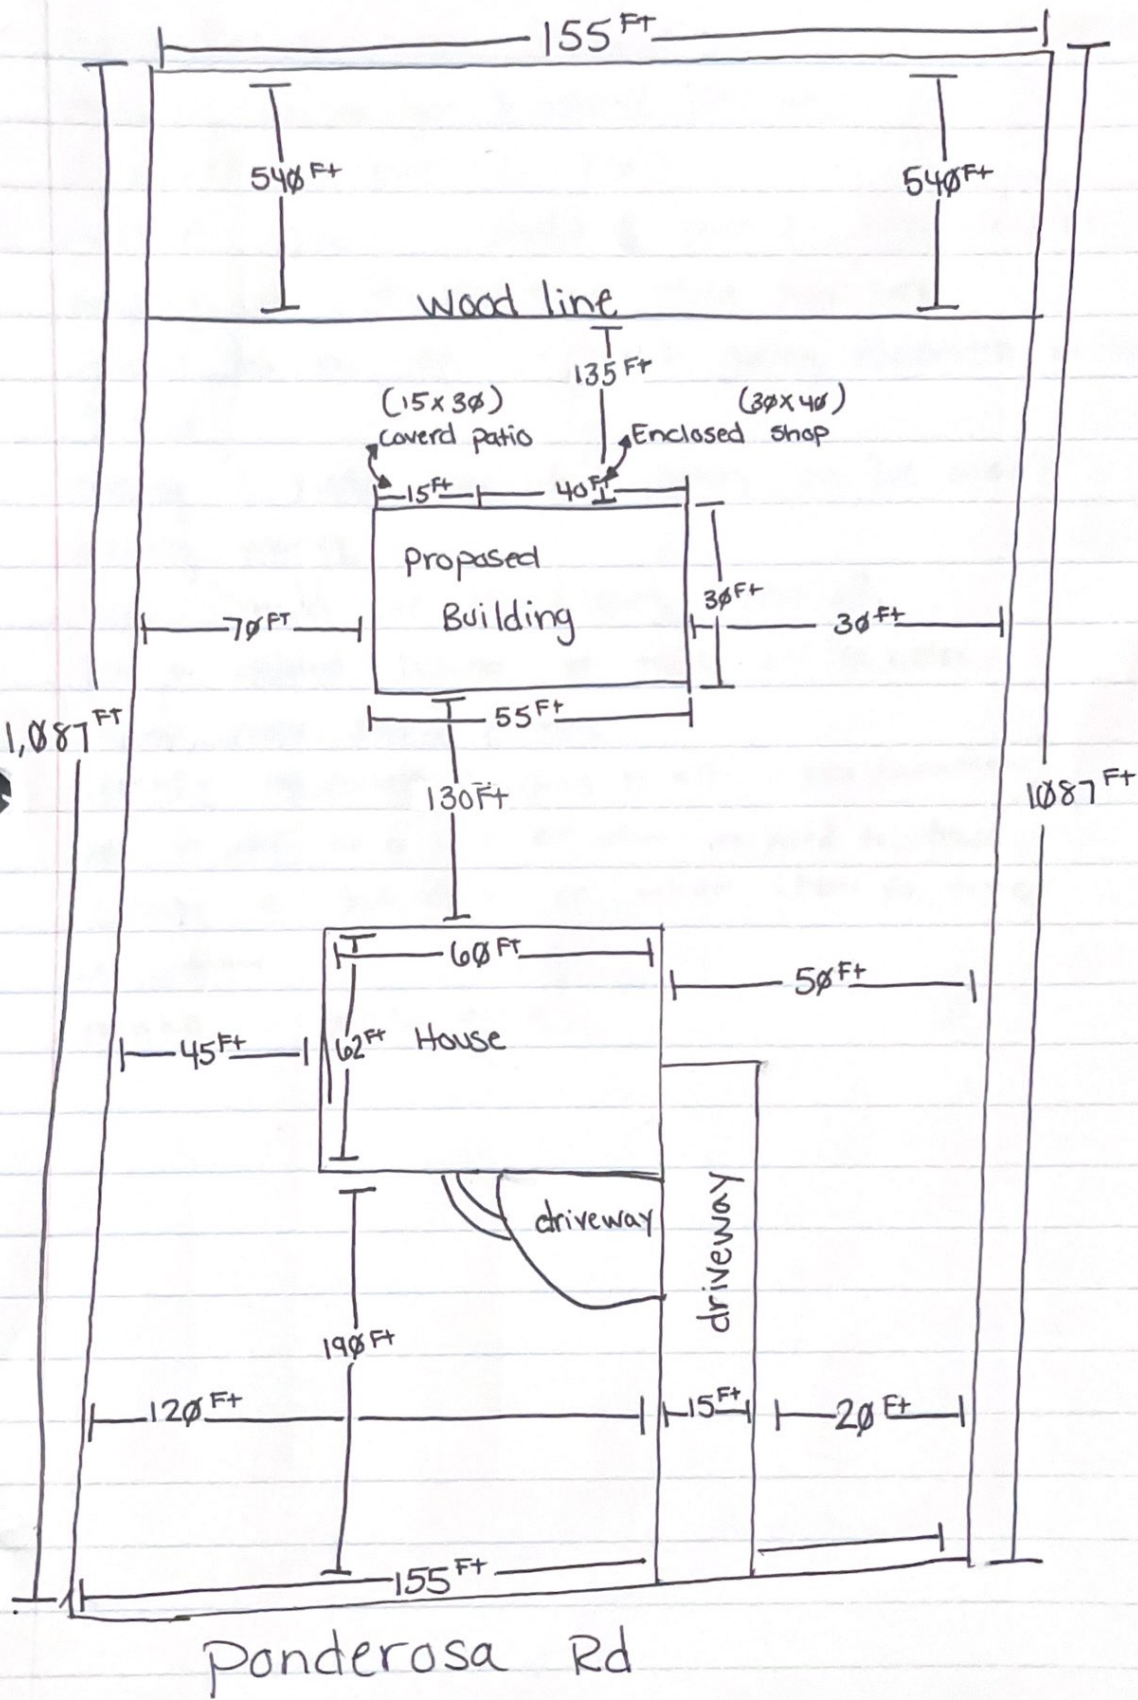 155 Ft
540 Ft
540 Ft
wood line
135 Ft
(15 x 30)
coverd patio
(30 x 40)
Enclosed shop
15 Ft
40 Ft
Proposed
Building
30 Ft
70 FT
30 Ft
55 Ft
1,087 FT
130 Ft
1087 Ft
60 FT
50 Ft
45 Ft
62 Ft
House
driveway
driveway
190 Ft
120 Ft
15 Ft
20 Ft
155 Ft
Ponderosa Rd